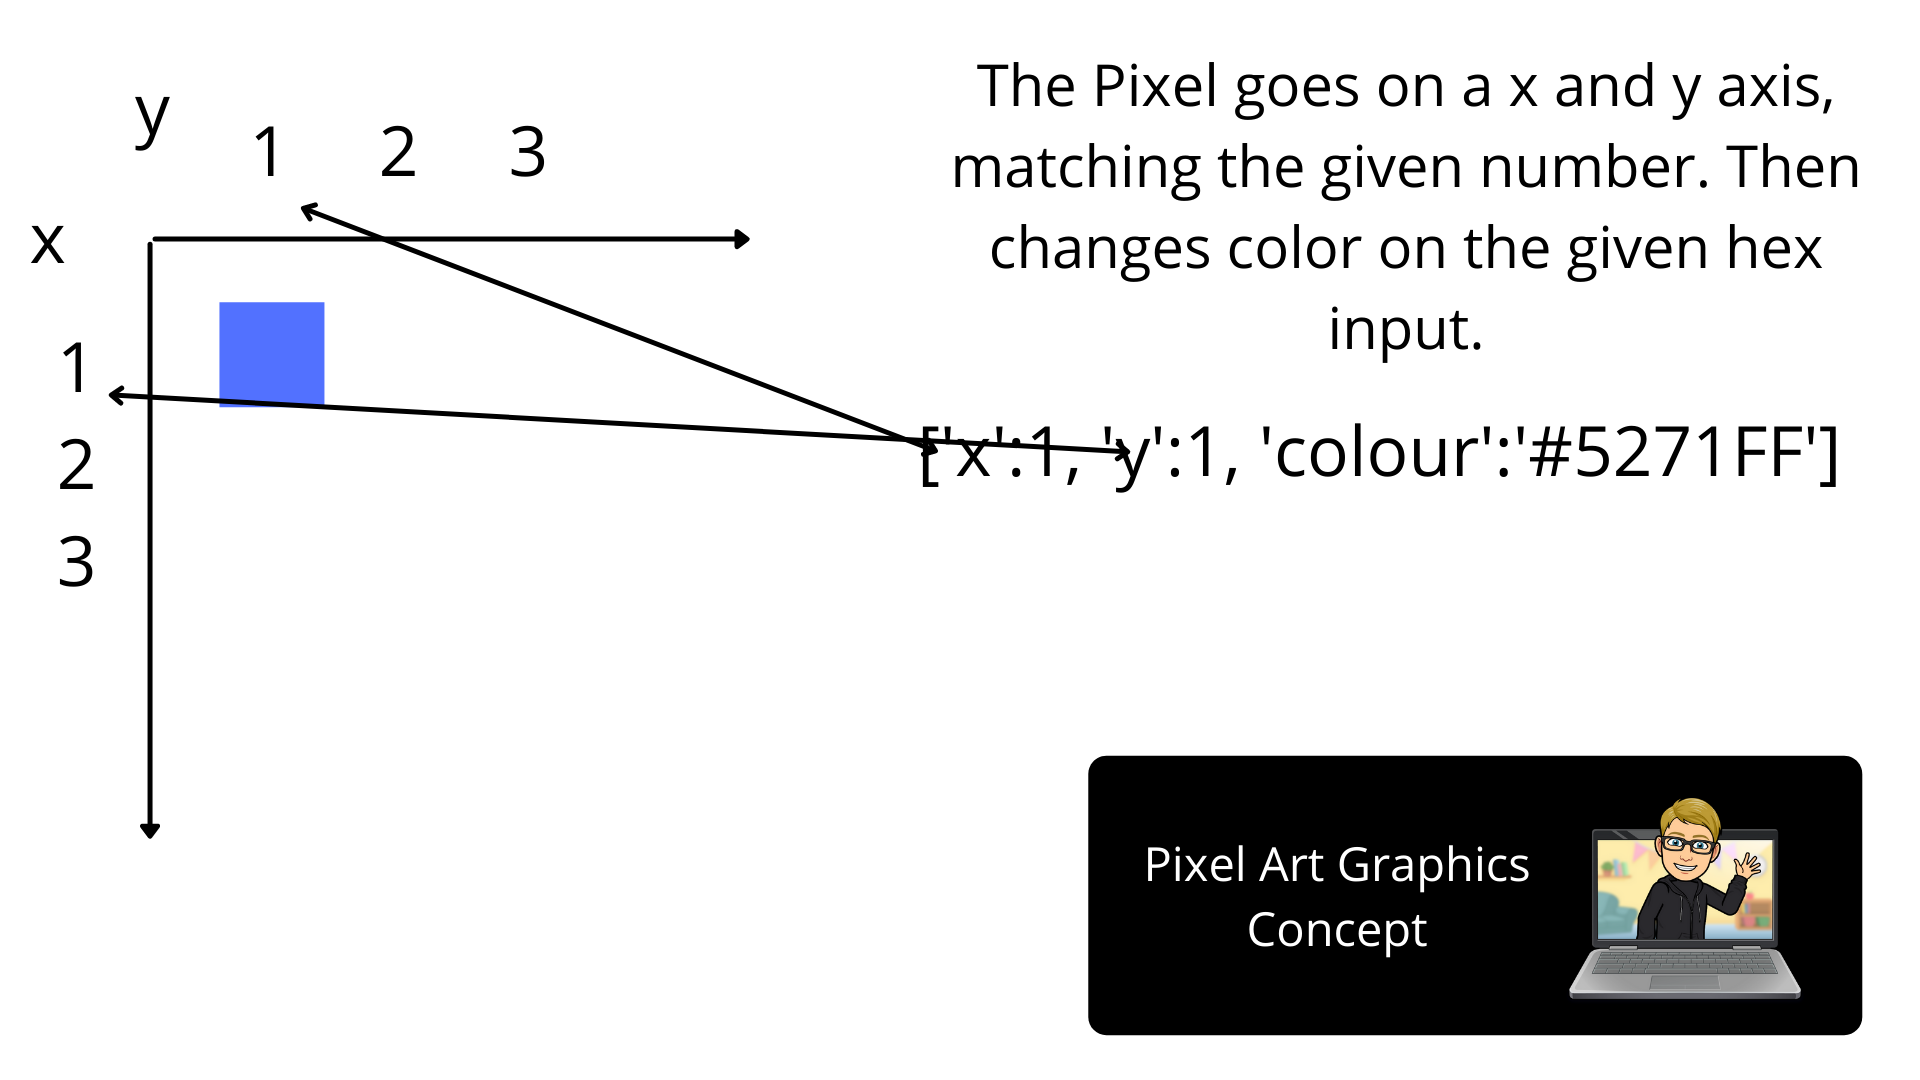 y
1 2 3
x
1
2
3
The Pixel goes on a x and y axis,
matching the given number. Then
changes color on the given hex
input.
['x':1, 'y':1, 'colour':'#5271FF']
Pixel Art Graphics
Concept